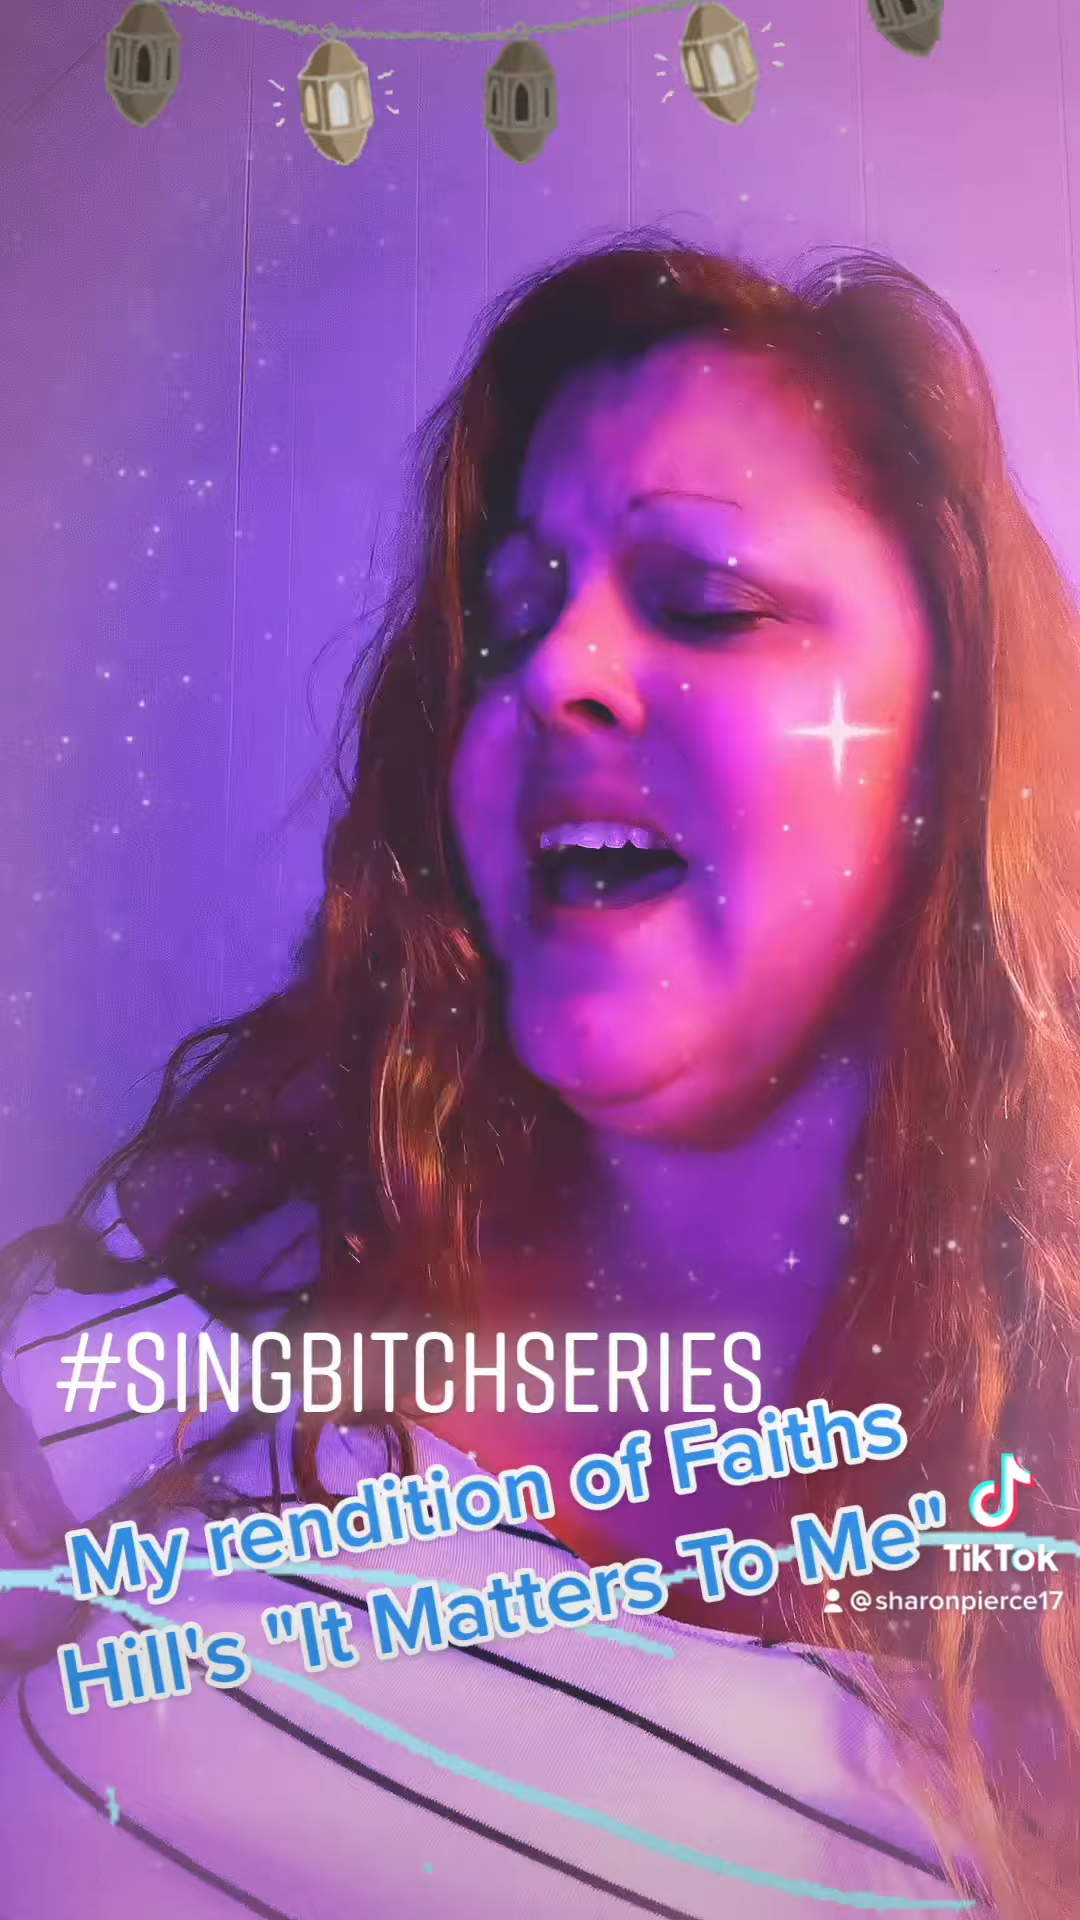 #SINGBITCHSERIES
My rendition of Faiths
Hill's "It Matters To Me"
TikTok
@sharonpierce17